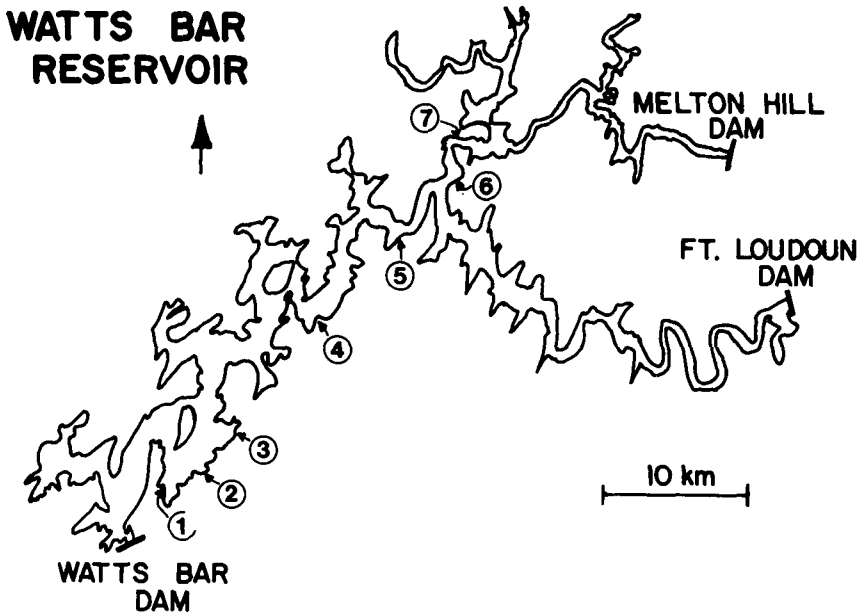 WATTS BAR
RESERVOIR
MELTON HILL
DAM
7
6
FT. LOUDOUN
DAM
5
4
3
10 km
2
1
WATTS BAR
DAM